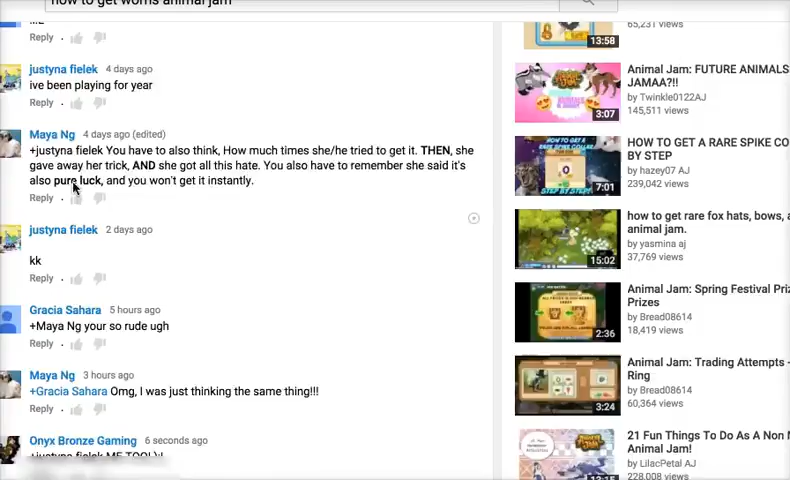 how to get worms animal jam
ME
Reply
justyna fielek 4 days ago
ive been playing for year
Reply
Maya Ng 4 days ago (edited)
+justyna fielek You have to also think, How much times she/he tried to get it. THEN, she
gave away her trick, AND she got all this hate. You also have to remember she said it's
also pure luck, and you won't get it instantly.
Reply
justyna fielek 2 days ago
kk
Reply
Gracia Sahara 5 hours ago
+Maya Ng your so rude ugh
Reply
Maya Ng 3 hours ago
+Gracia Sahara Omg, I was just thinking the same thing!!!
Reply
Onyx Bronze Gaming 6 seconds ago
+justyna fielek ME TOO!
65,231 views
13:58
Animal Jam: FUTURE ANIMALS
JAMAA?!!
by Twinkle0122AJ
145,511 views
3:07
HOW TO GET A RARE SPIKE CO
BY STEP
by hazey07 AJ
239,042 views
7:01
how to get rare fox hats, bows, a
animal jam.
by yasmina aj
37,769 views
15:02
Animal Jam: Spring Festival Priz
Prizes
by Bread08614
18,419 views
2:36
Animal Jam: Trading Attempts -
Ring
by Bread08614
60,364 views
3:24
21 Fun Things To Do As A Non M
Animal Jam!
by LilacPetal AJ
228,008 views